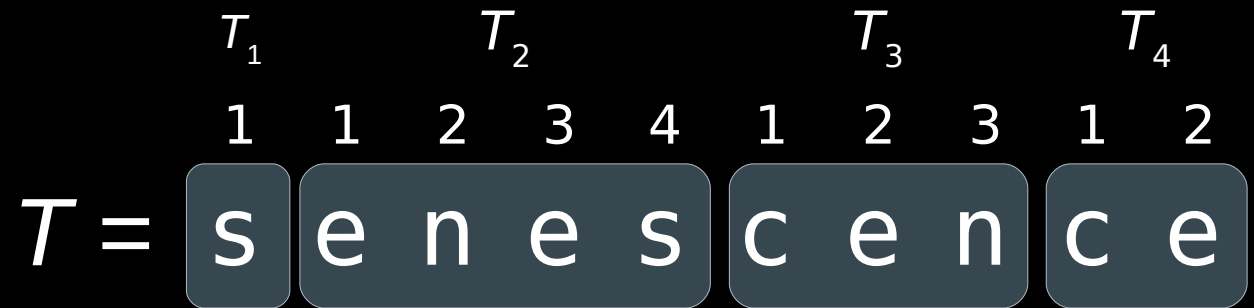 T₁ T₂ T₃ T₄
1 1 2 3 4 1 2 3 1 2
T = s e n e s c e n c e